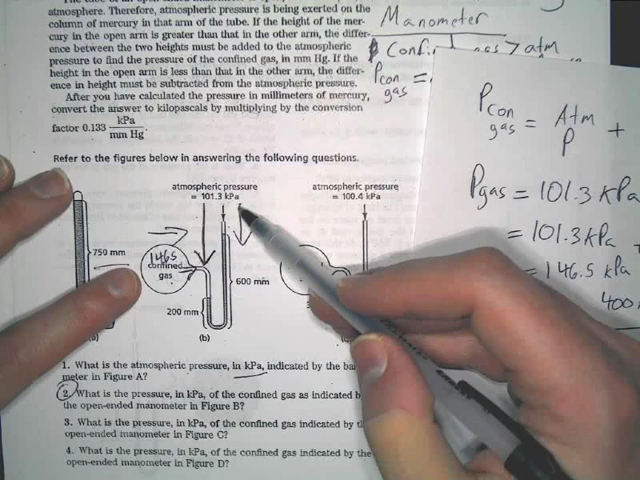 atmosphere. Therefore, atmospheric pressure is being exerted on the
column of mercury in that arm of the tube. If the height of the mer-
cury in the open arm is greater than that in the other arm, the differ-
ence between the two heights must be added to the atmospheric
pressure to find the pressure of the confined gas, in mm Hg. If the
height in the open arm is less than that in the other arm, the differ-
ence in height must be subtracted from the atmospheric pressure.
After you have calculated the pressure in millimeters of mercury,
convert the answer to kilopascals by multiplying by the conversion
factor 0.133 kPa
mm Hg
Refer to the figures below in answering the following questions.
atmospheric pressure
= 101.3 kPa
atmospheric pressure
= 100.4 kPa
750 mm
146.5
confined
gas
600 mm
200 mm
(a)
(b)
1. What is the atmospheric pressure, in kPa, indicated by the
meter in Figure A?
2. What is the pressure, in kPa, of the confined gas as indicated
the open-ended manometer in Figure B?
3. What is the pressure, in kPa, of the confined gas indicated
open-ended manometer in Figure C?
4. What is the pressure, in kPa, of the confined gas indicated by the
open-ended manometer in Figure D?
Manometer
> atm
Pcon
gas =
Pcon
gas = Atm
P +
Pgas = 101.3 kPa
= 101.3 kPa
= 146.5 kPa
400